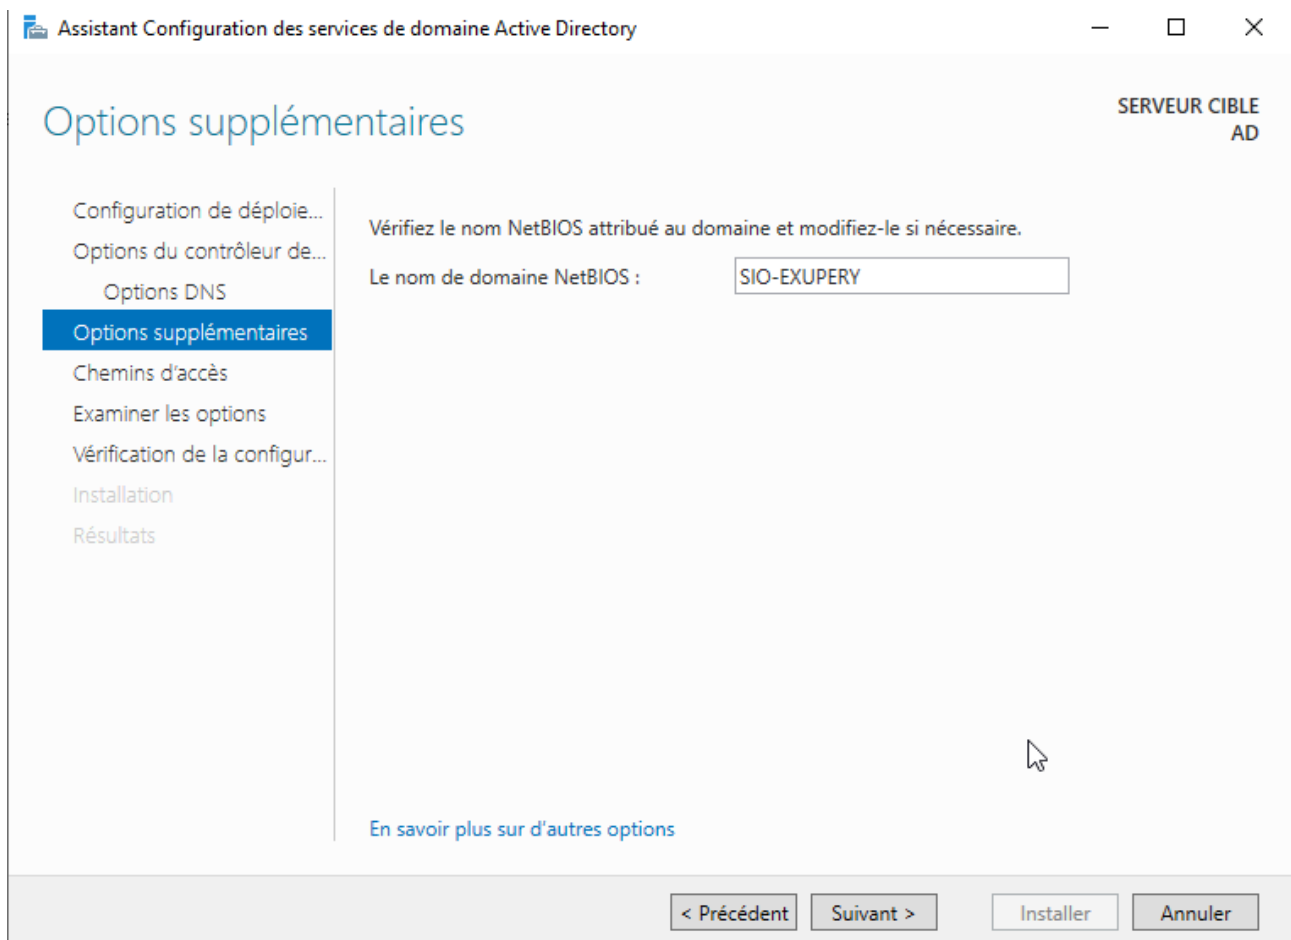 Assistant Configuration des services de domaine Active Directory
Options supplémentaires
SERVEUR CIBLE
AD
Configuration de déploie...
Options du contrôleur de...
Options DNS
Options supplémentaires
Chemins d'accès
Examiner les options
Vérification de la configur...
Installation
Résultats
Vérifiez le nom NetBIOS attribué au domaine et modifiez-le si nécessaire.
Le nom de domaine NetBIOS :
SIO-EXUPERY
En savoir plus sur d'autres options
< Précédent
Suivant >
Installer
Annuler